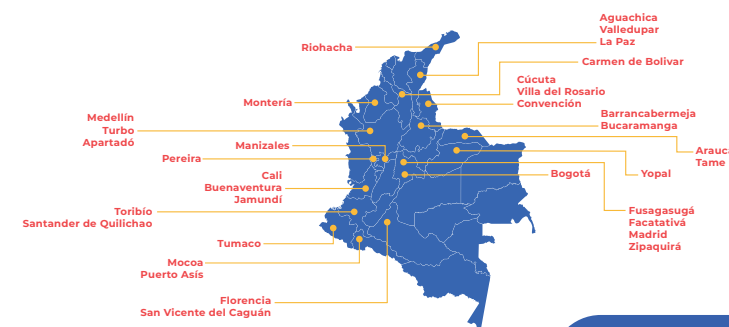 Aguachica
Valledupar
La Paz
Riohacha
Carmen de Bolivar
Cúcuta
Villa del Rosario
Convención
Montería
Medellín
Turbo
Apartadó
Barrancabermeja
Bucaramanga
Manizales
Pereira
Arauca
Tame
Cali
Buenaventura
Jamundí
Bogotá
Yopal
Toribío
Santander de Quilichao
Fusagasugá
Facatativá
Madrid
Zipaquirá
Tumaco
Mocoa
Puerto Asís
Florencia
San Vicente del Caguán